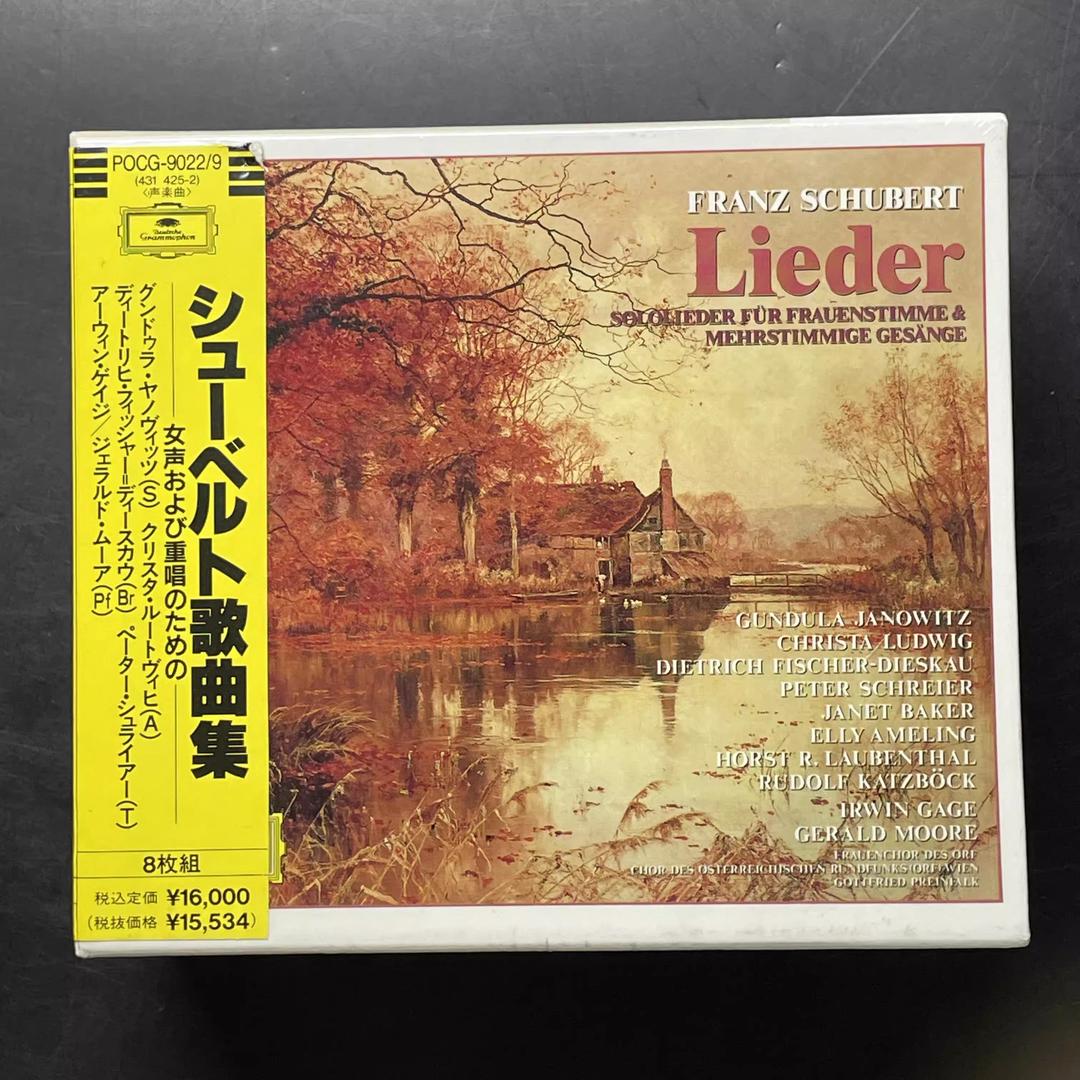 POCG-9022/9
(431 425-2)
〈声楽曲〉
Deutsche
Grammophon
シューベルト歌曲集
女声および重唱のための
グンドゥラ・ヤノヴィッツ(S) クリスタ・ルートヴィヒ(A)
ディートリヒ・フィッシャー=ディースカウ(Br) ペーター・シュライアー(T)
アーウィン・ゲイジ/ジェラルド・ムーア(Pf)
8枚組
税込定価 ¥16,000
(税抜価格 ¥15,534)
FRANZ SCHUBERT
Lieder
SOLOLIEDER FÜR FRAUENSTIMME &
MEHRSTIMMIGE GESÄNGE
GUNDULA JANOWITZ
CHRISTA LUDWIG
DIETRICH FISCHER-DIESKAU
PETER SCHREIER
JANET BAKER
ELLY AMELING
HORST R. LAUBENTHAL
RUDOLF KATZBÖCK
IRWIN GAGE
GERALD MOORE
FRAUENCHOR DES ORF
CHOR DES ÖSTERREICHISCHEN RUNDFUNKS (ORF) WIEN
GOTTFRIED PREINFALK